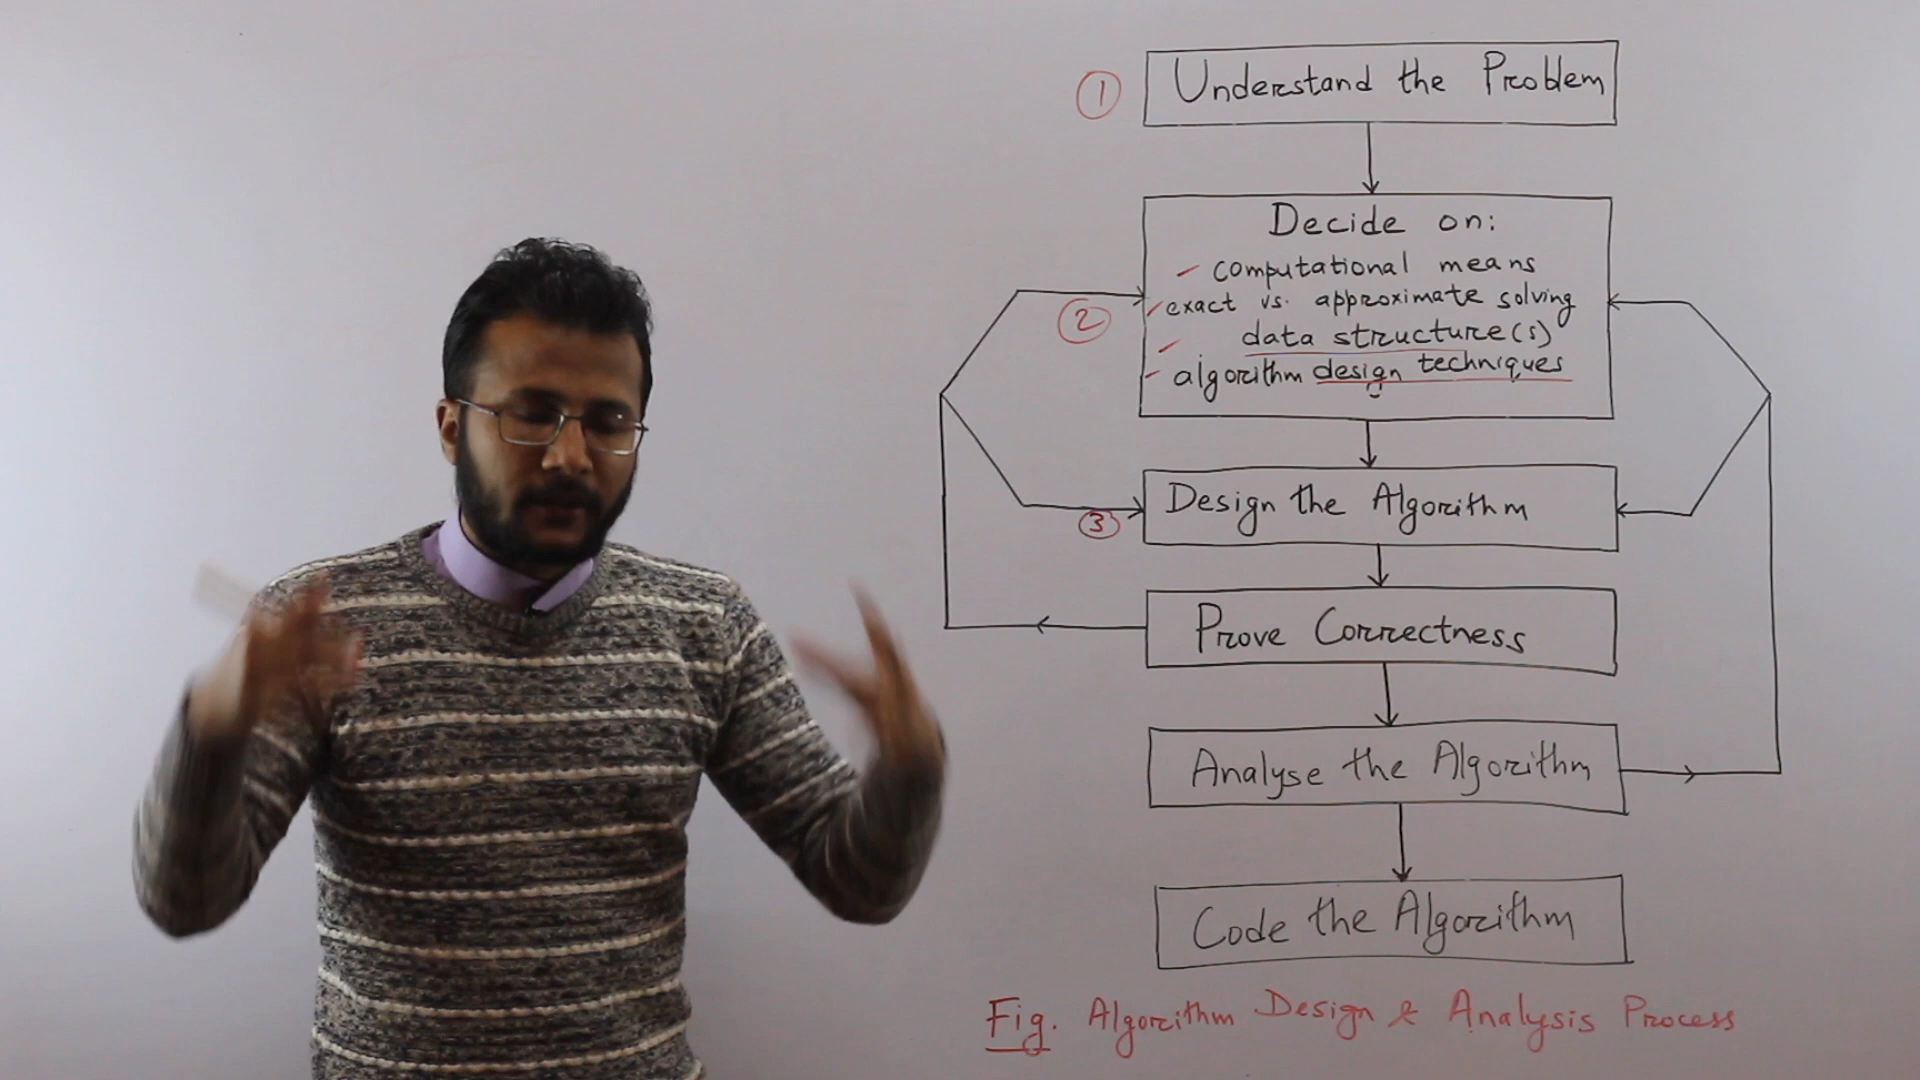 ① Understand the Problem
Decide on:
computational means
② exact vs. approximate solving
data structure(s)
algorithm design techniques
③ Design the Algorithm
Prove Correctness
Analyse the Algorithm
Code the Algorithm
Fig. Algorithm Design & Analysis Process